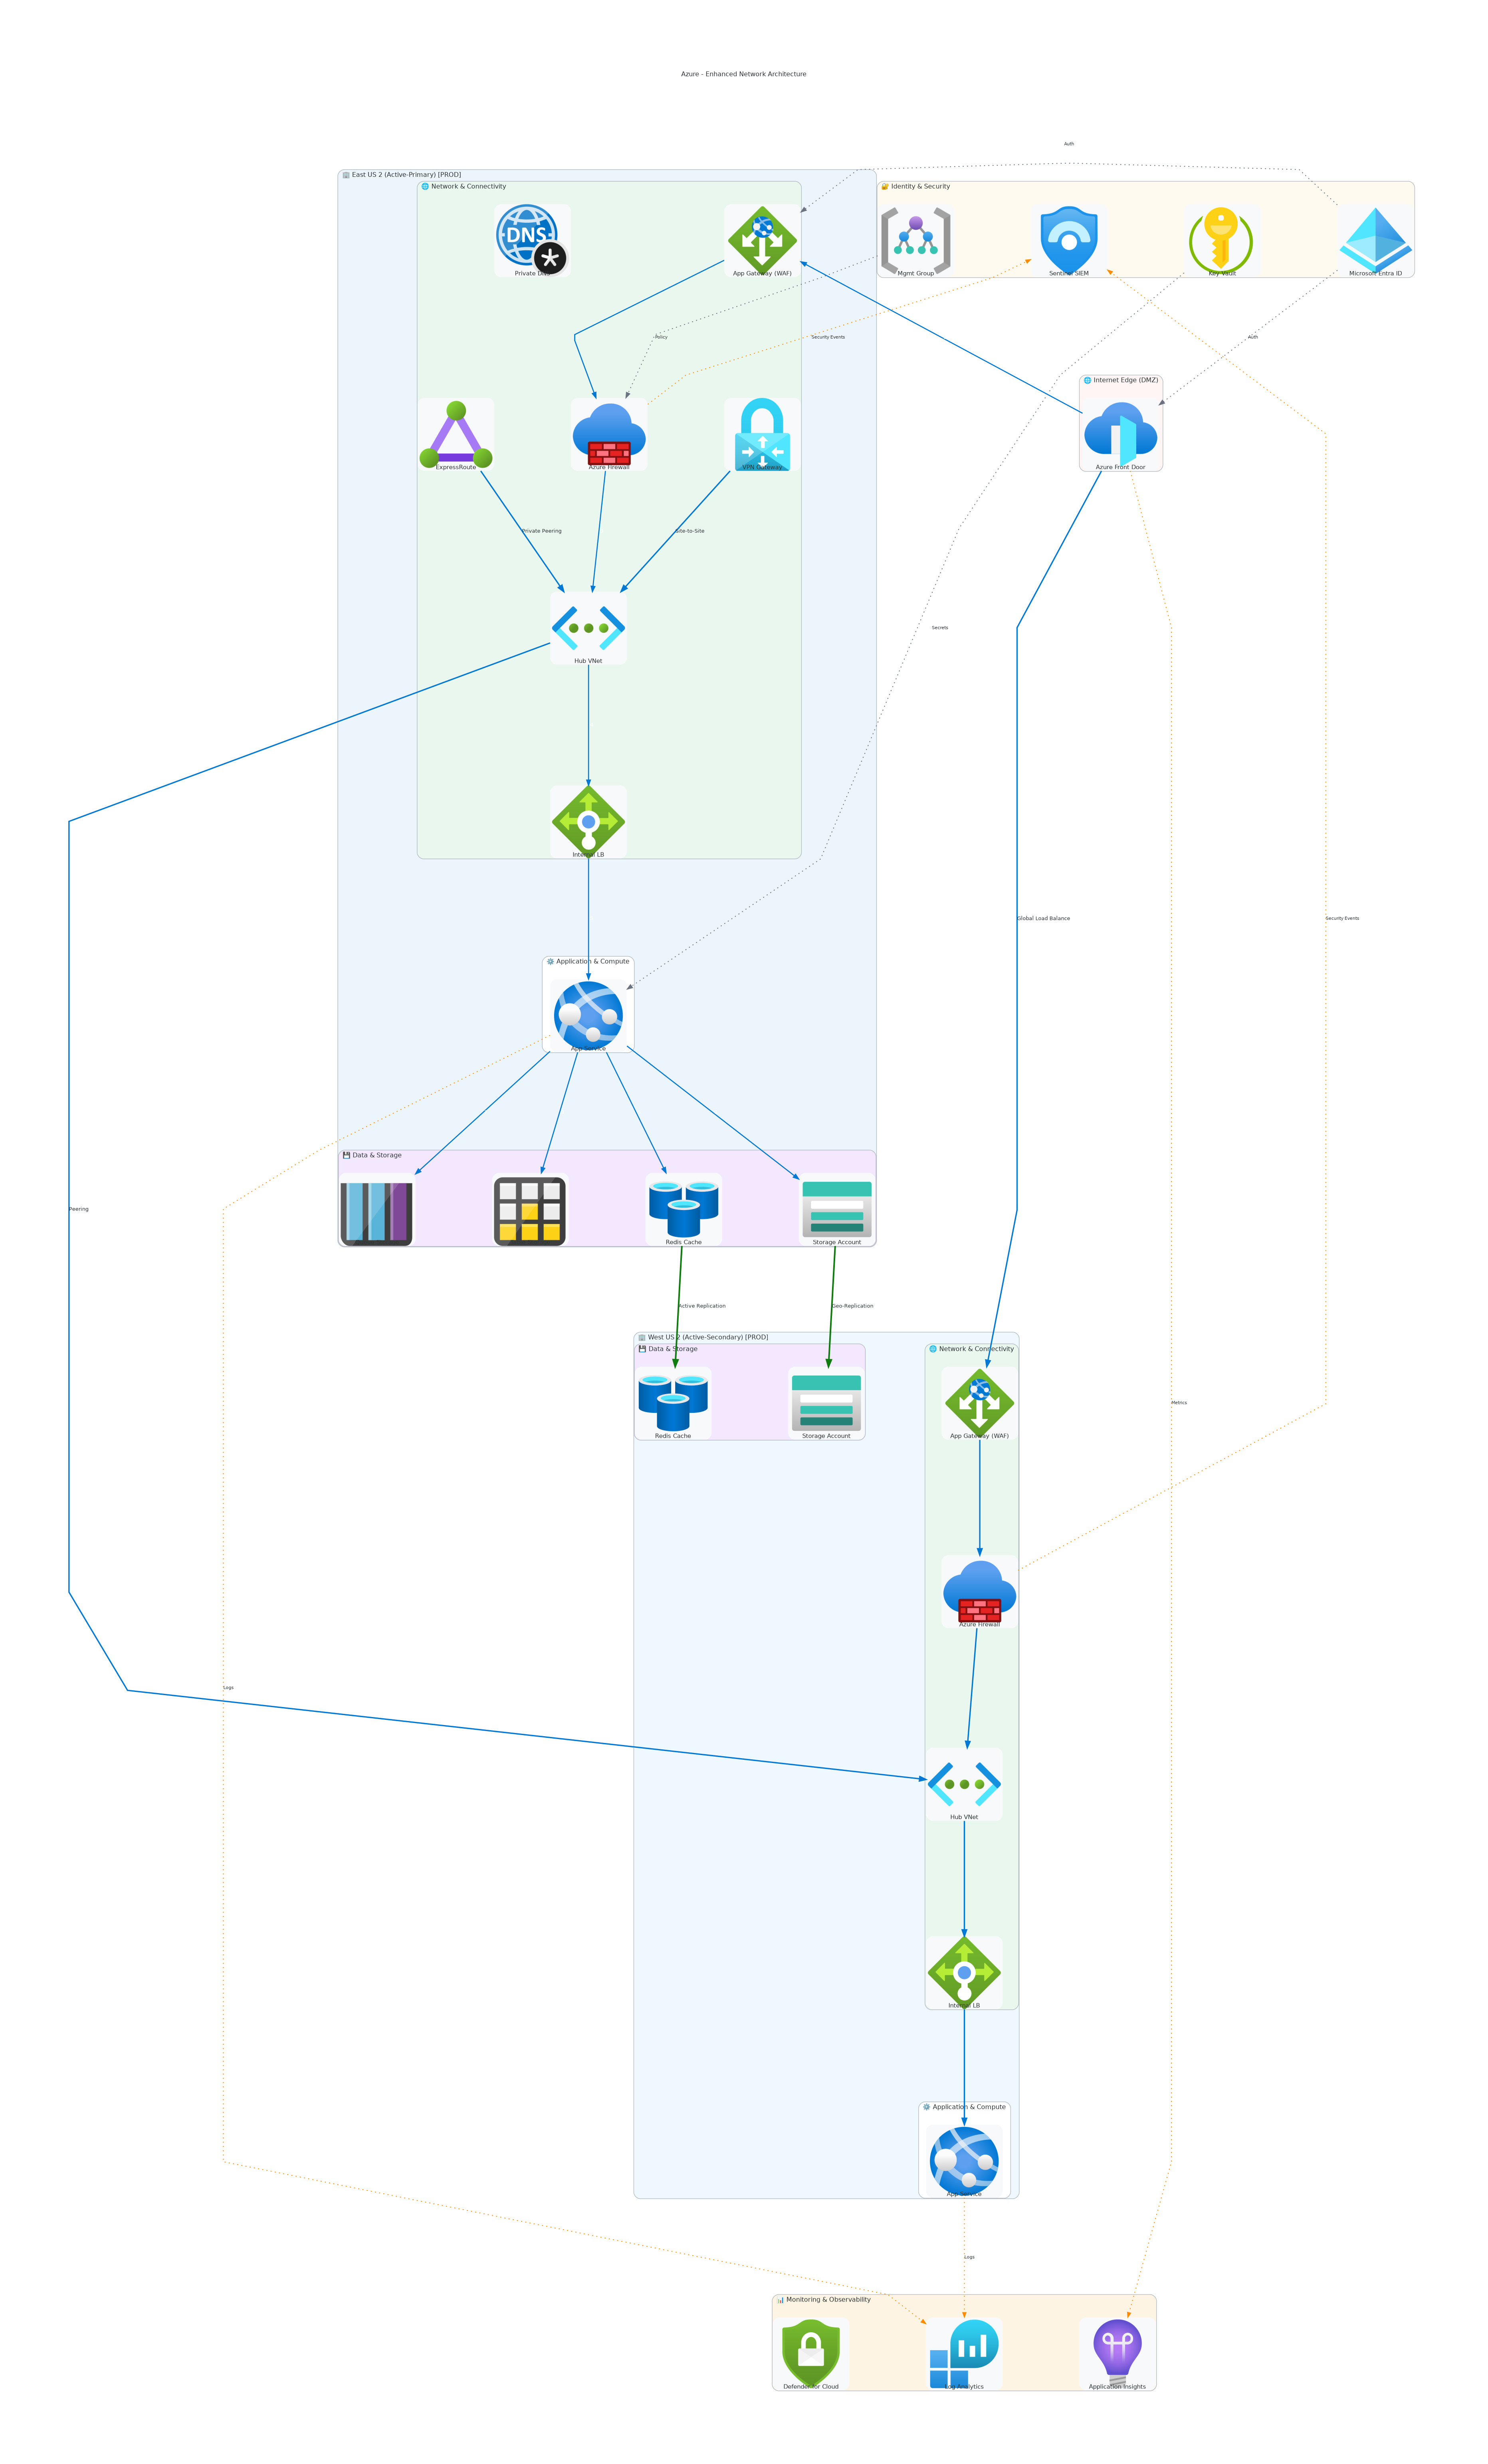 Azure - Enhanced Network Architecture
Auth
East US 2 (Active-Primary) [PROD]
Network & Connectivity
Identity & Security
DNS
Private DNS
App Gateway (WAF)
Mgmt Group
Sentinel SIEM
Key Vault
Microsoft Entra ID
Policy
Security Events
Auth
Internet Edge (DMZ)
ExpressRoute
Azure Firewall
VPN Gateway
Azure Front Door
Private Peering
Site-to-Site
Secrets
Hub VNet
Internal LB
Global Load Balance
Security Events
Application & Compute
App Service
Data & Storage
Peering
Redis Cache
Storage Account
Active Replication
Geo-Replication
West US 2 (Active-Secondary) [PROD]
Data & Storage
Network & Connectivity
Metrics
Redis Cache
Storage Account
App Gateway (WAF)
Azure Firewall
Logs
Hub VNet
Internal LB
Application & Compute
App Service
Logs
Monitoring & Observability
Defender for Cloud
Log Analytics
Application Insights